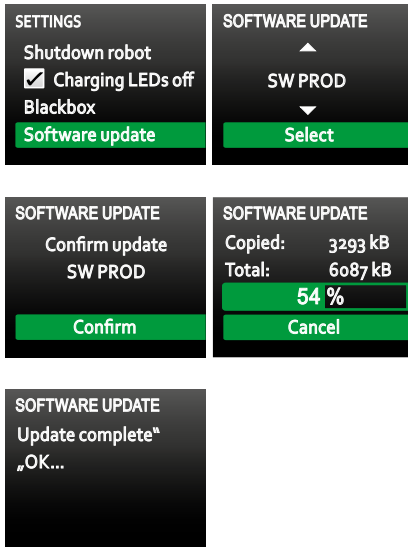 SETTINGS
Shutdown robot
Charging LEDs off
Blackbox
Software update
SOFTWARE UPDATE
SW PROD
Select
SOFTWARE UPDATE
Confirm update
SW PROD
Confirm
SOFTWARE UPDATE
Copied: 3293 kB
Total: 6087 kB
54 %
Cancel
SOFTWARE UPDATE
Update complete“
„OK...